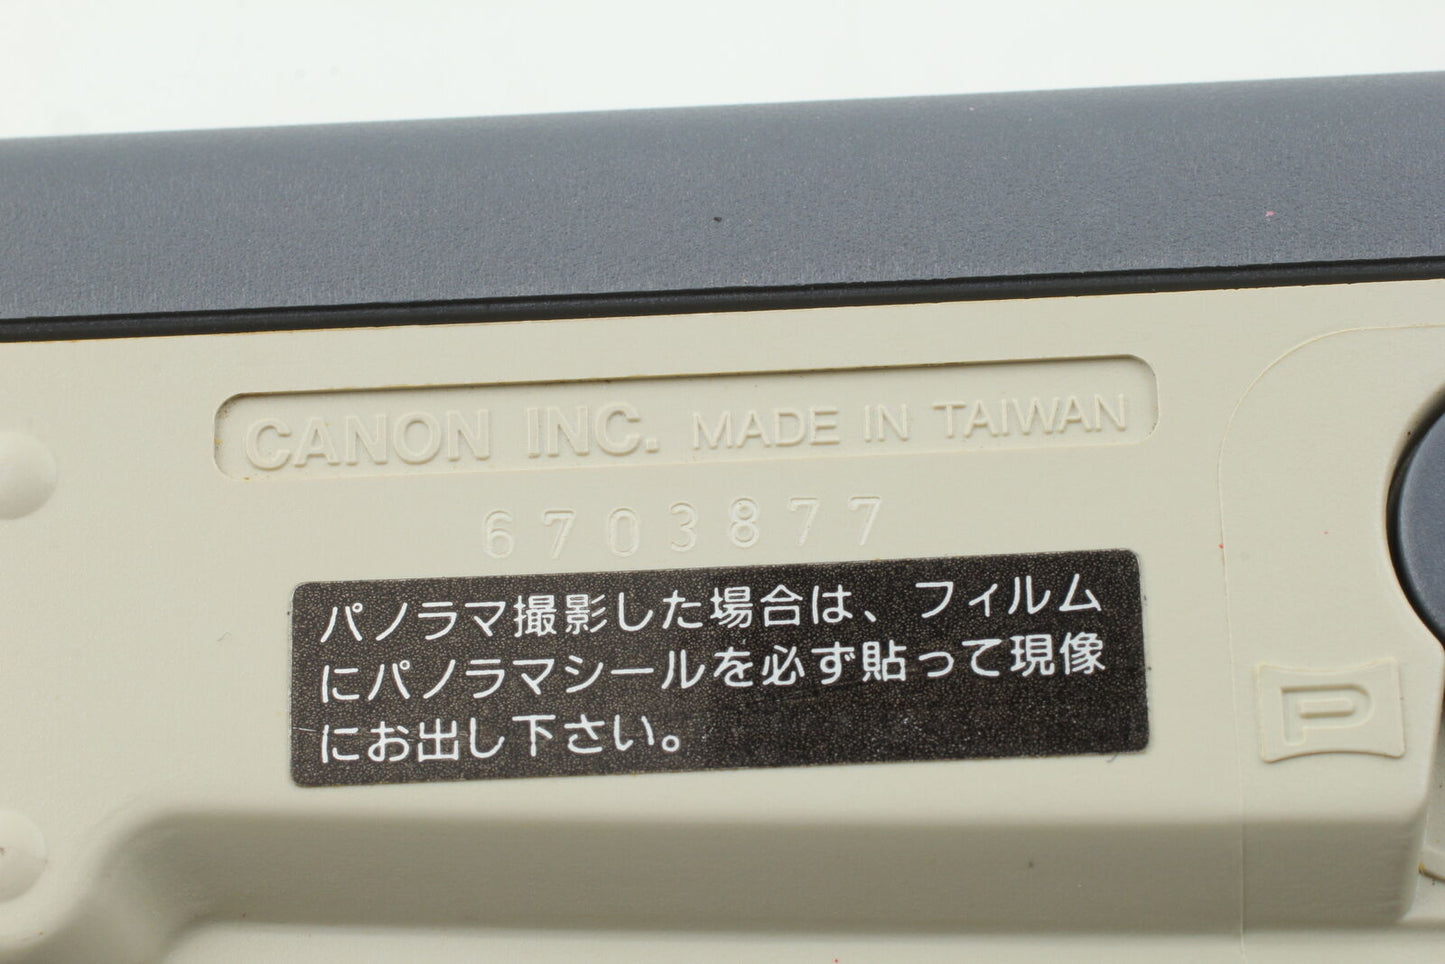 CANON INC. MADE IN TAIWAN
6703877
パノラマ撮影した場合は、フィルム
にパノラマシールを必ず貼って現像
にお出し下さい。
P